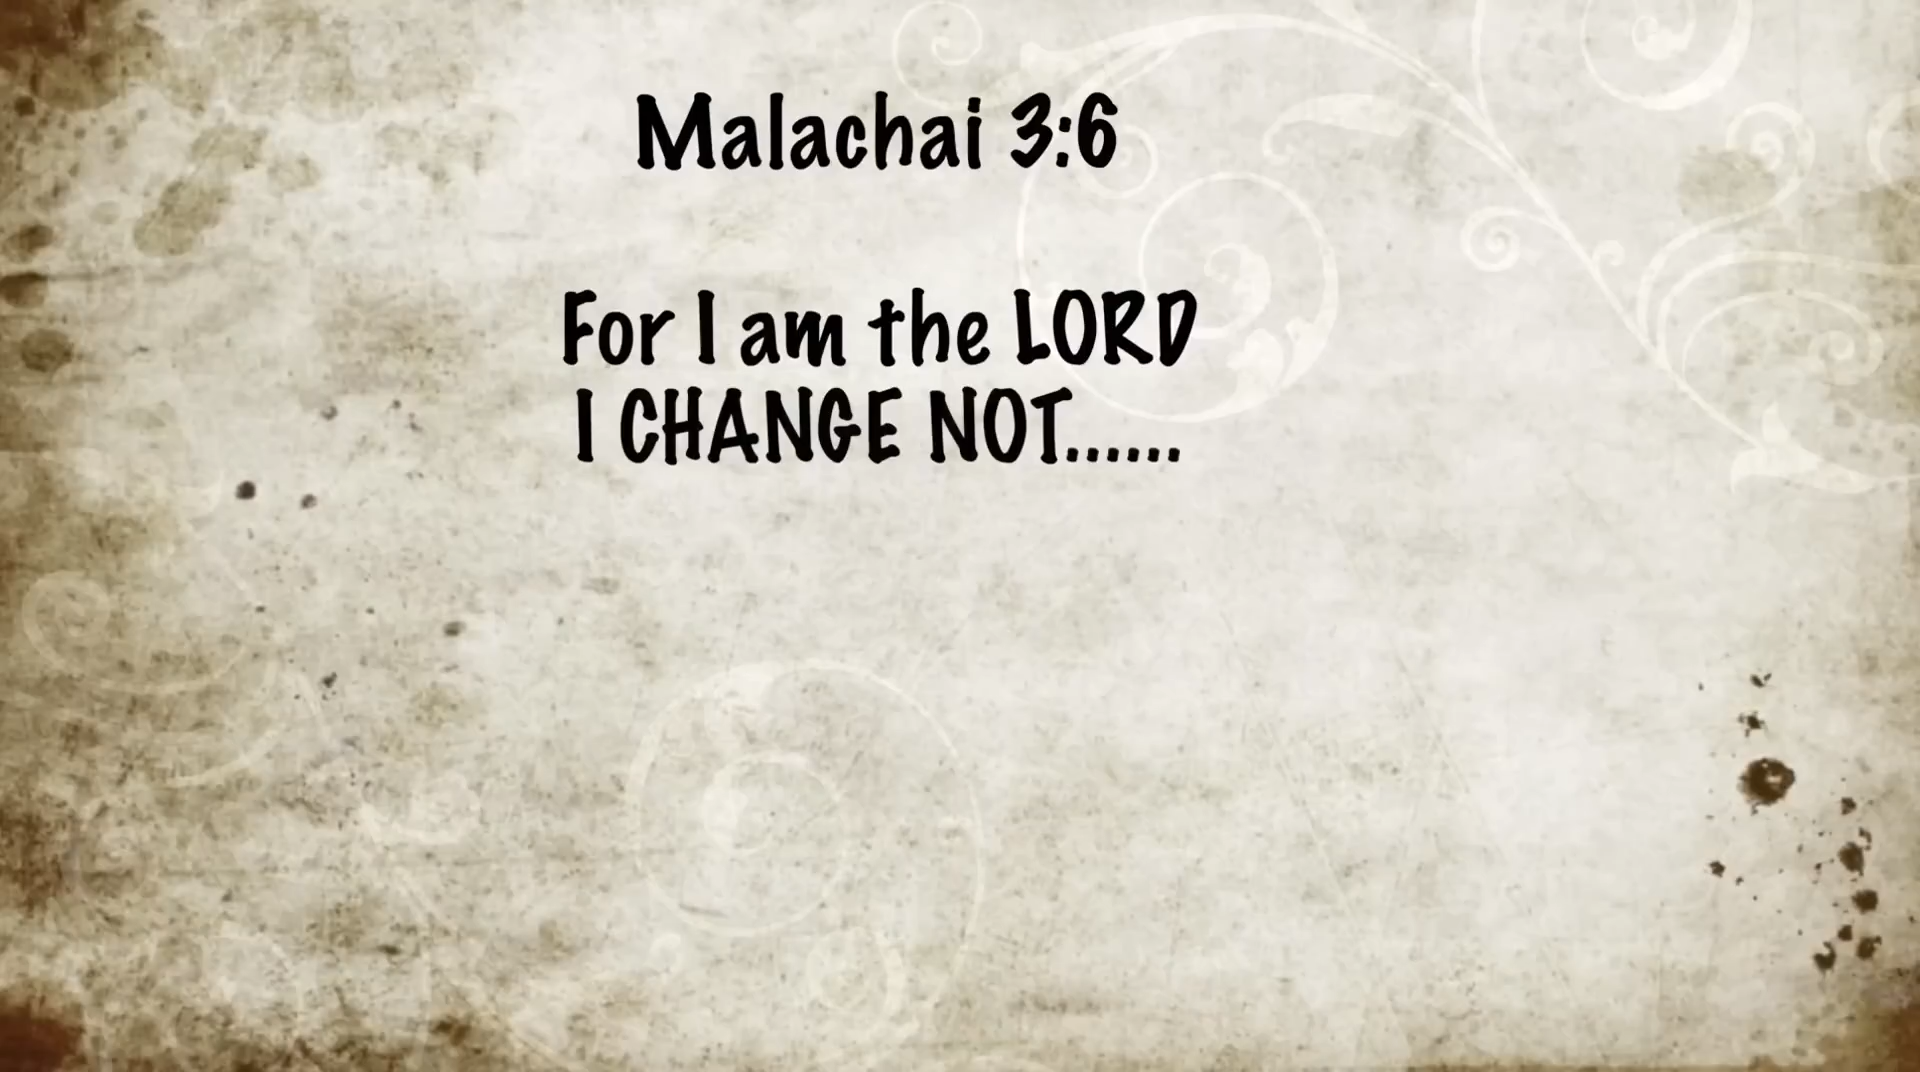 Malachai 3:6
For I am the LORD
I CHANGE NOT......